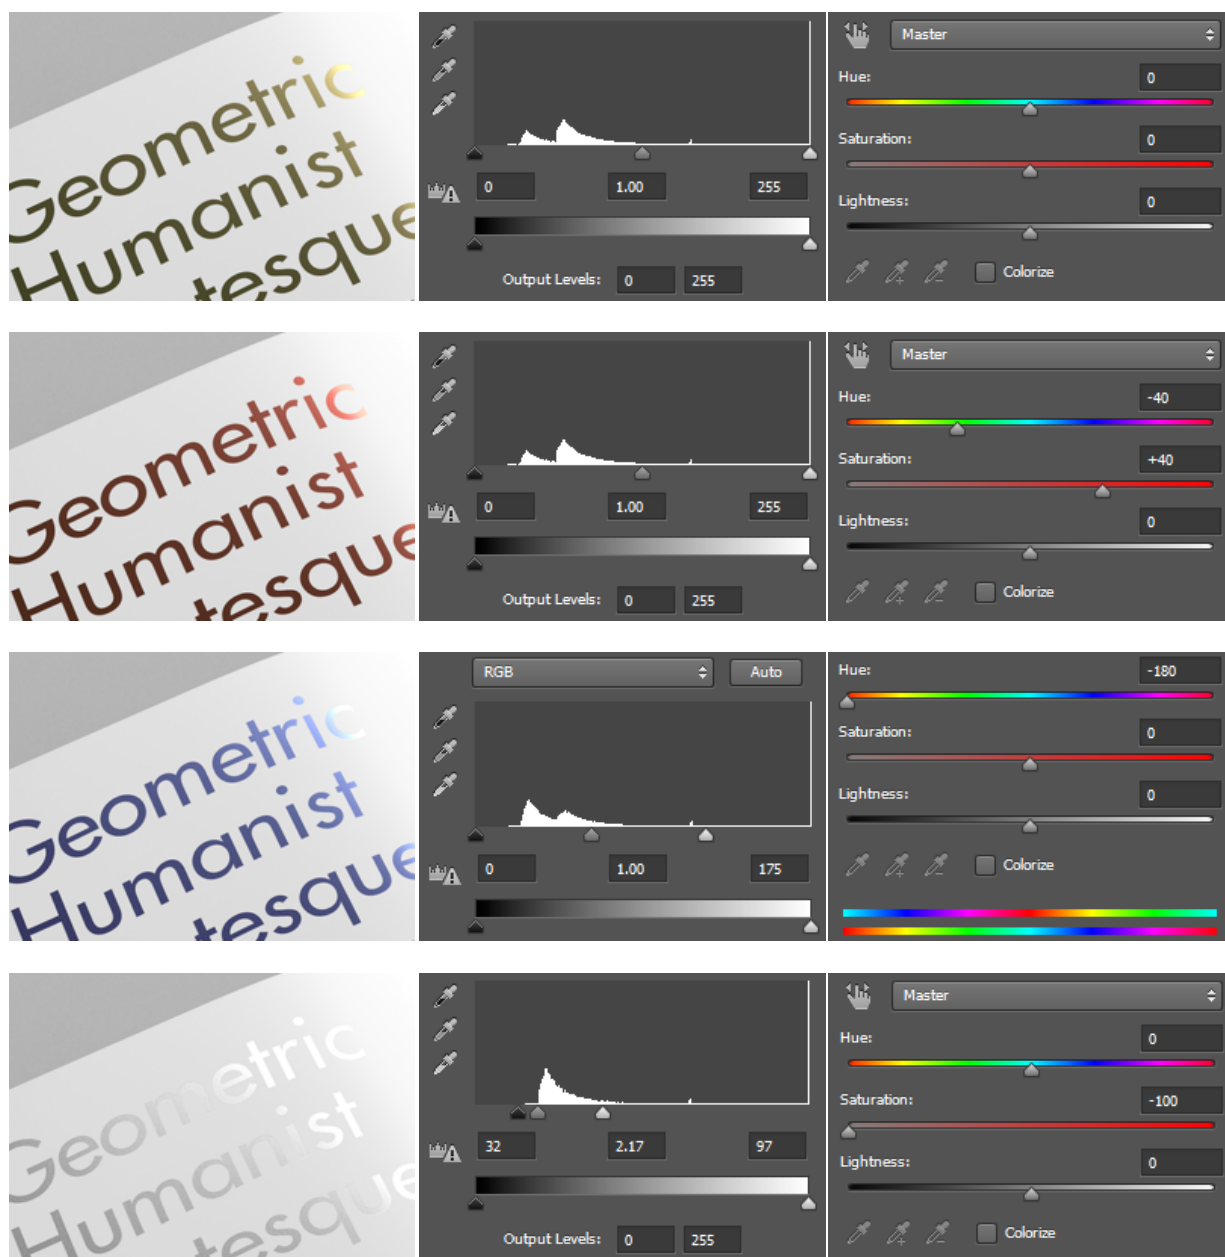 Geometric
Humanist
tesque
0
1.00
255
Output Levels: 0 255
Master
Hue: 0
Saturation: 0
Lightness: 0
Colorize
Geometric
Humanist
tesque
0
1.00
255
Output Levels: 0 255
Master
Hue: -40
Saturation: +40
Lightness: 0
Colorize
Geometric
Humanist
tesque
RGB
Auto
0
1.00
175
Hue: -180
Saturation: 0
Lightness: 0
Colorize
Geometric
Humanist
tesque
32
2.17
97
Output Levels: 0 255
Master
Hue: 0
Saturation: -100
Lightness: 0
Colorize